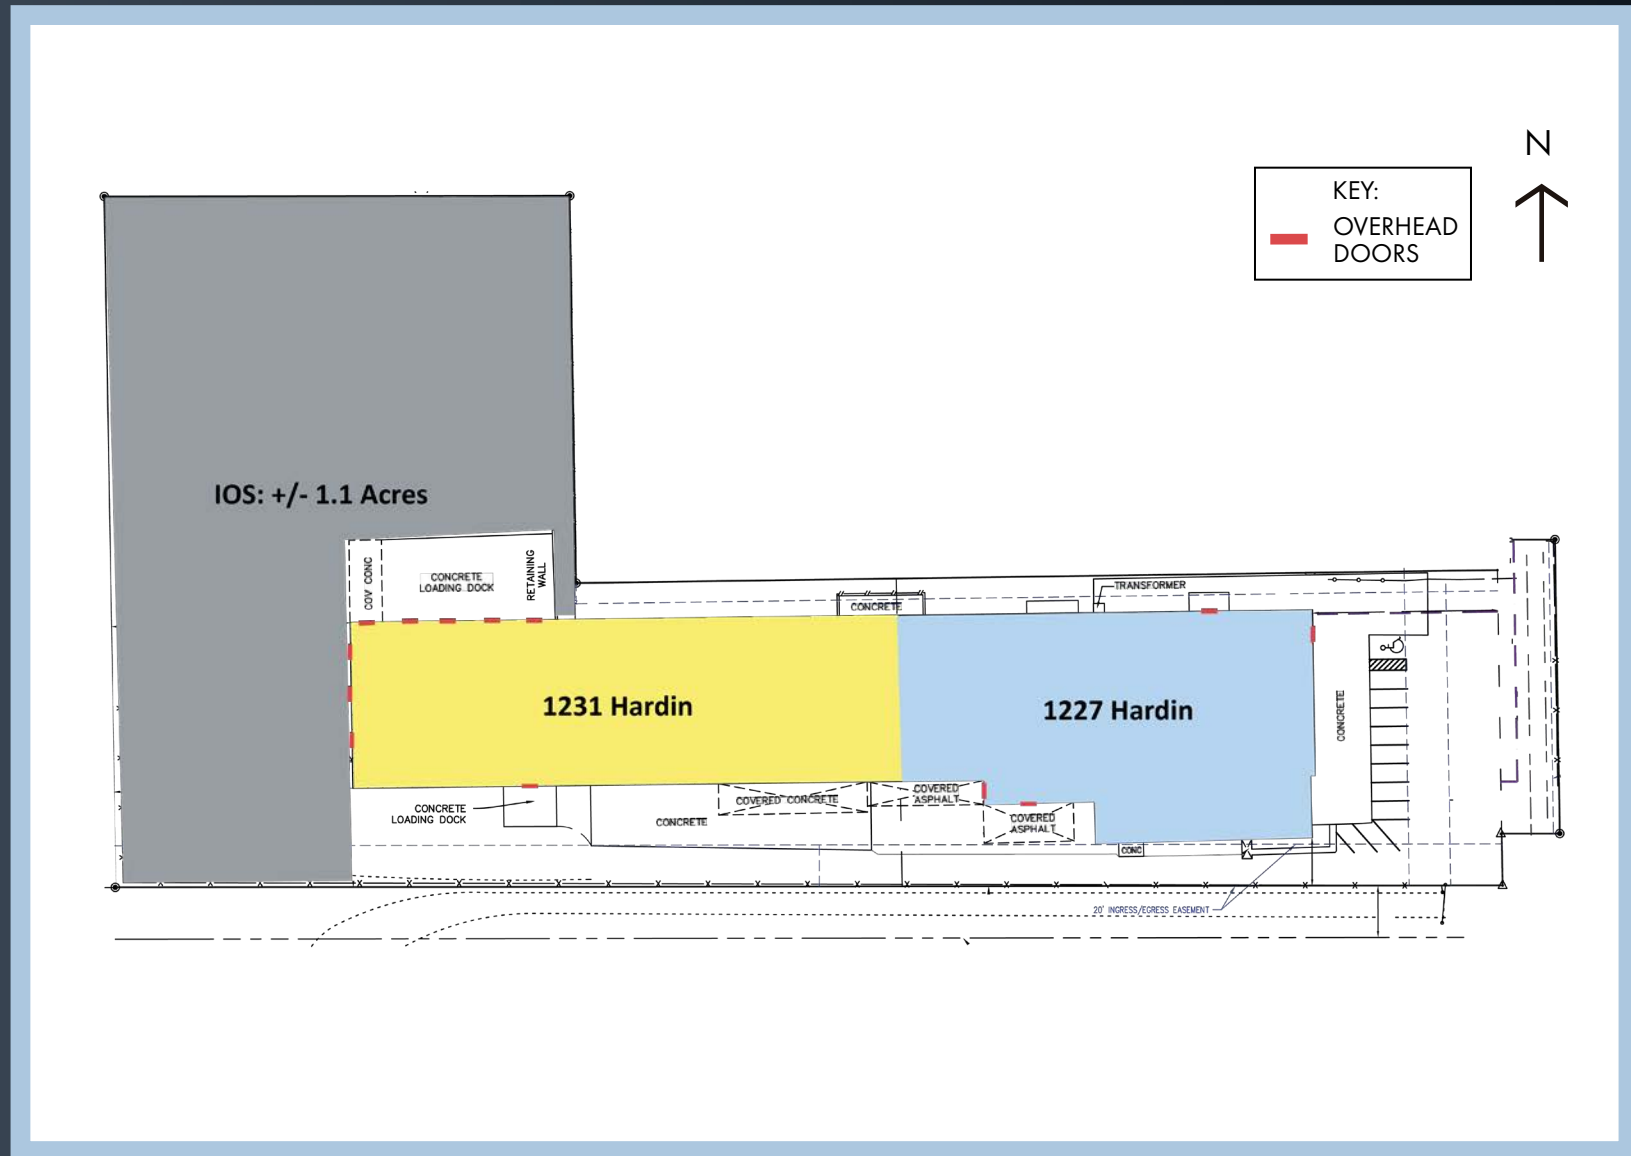 N
KEY:
OVERHEAD
DOORS
IOS: +/- 1.1 Acres
COV CONC
CONCRETE
LOADING DOCK
RETAINING
WALL
CONCRETE
TRANSFORMER
1231 Hardin
1227 Hardin
CONCRETE
CONCRETE
LOADING DOCK
CONCRETE
COVERED CONCRETE
COVERED
ASPHALT
COVERED
ASPHALT
CONC
20' INGRESS/EGRESS EASEMENT